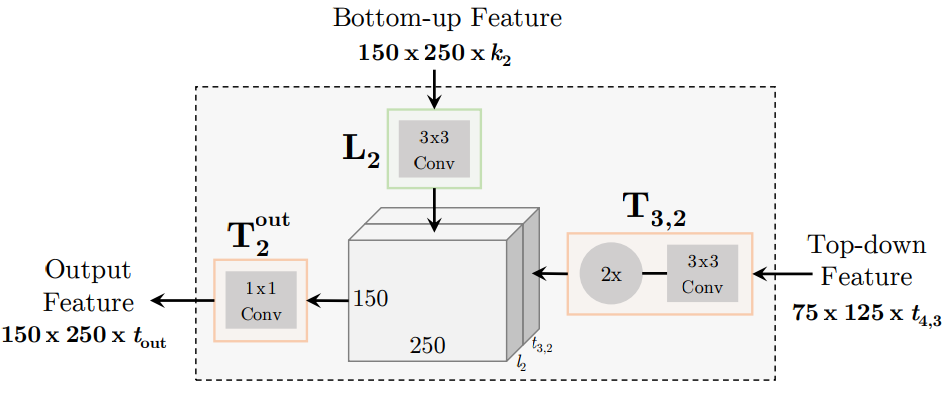 Bottom-up Feature
150 x 250 x k₂
3x3
Conv
L₂
T₃,₂
T₂ᵒᵘᵗ
Top-down
Feature
75 x 125 x t₄,₃
3x3
Conv
2x
Output
Feature
150 x 250 x tₒᵤₜ
1x1
Conv
150
250
t₃,₂
l₂